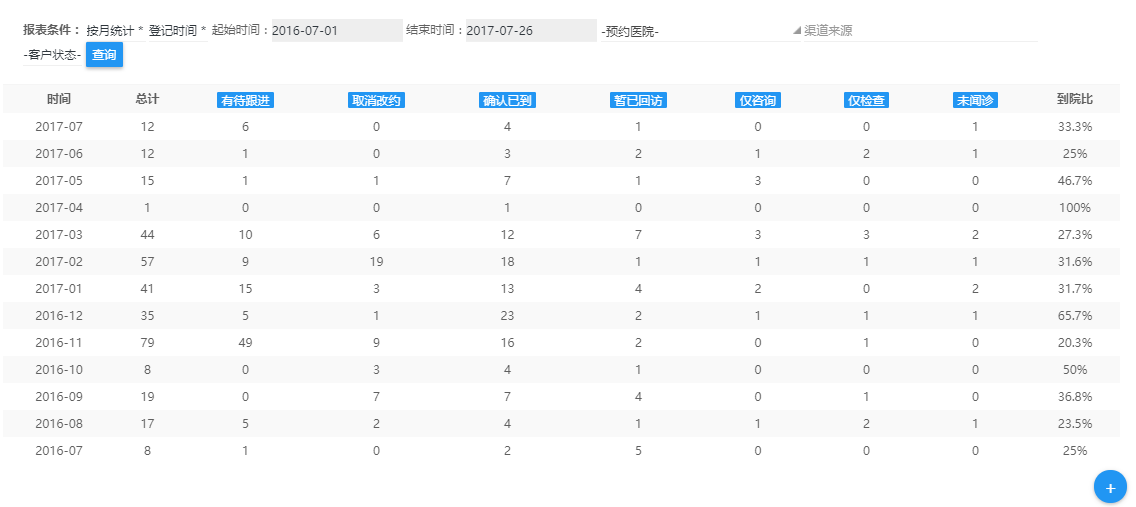 报表条件： 按月统计 * 登记时间 * 起始时间：2016-07-01 结束时间：2017-07-26 -预约医院- 渠道来源
-客户状态- 查询
时间 总计 有待跟进 取消改约 确认已到 暂已回访 仅咨询 仅检查 未闻诊 到院比
2017-07 12 6 0 4 1 0 0 1 33.3%
2017-06 12 1 0 3 2 1 2 1 25%
2017-05 15 1 1 7 1 3 0 0 46.7%
2017-04 1 0 0 1 0 0 0 0 100%
2017-03 44 10 6 12 7 3 3 2 27.3%
2017-02 57 9 19 18 1 1 1 1 31.6%
2017-01 41 15 3 13 4 2 0 2 31.7%
2016-12 35 5 1 23 2 1 1 1 65.7%
2016-11 79 49 9 16 2 0 1 0 20.3%
2016-10 8 0 3 4 1 0 0 0 50%
2016-09 19 0 7 7 4 0 1 0 36.8%
2016-08 17 5 2 4 1 1 2 1 23.5%
2016-07 8 1 0 2 5 0 0 0 25%
+